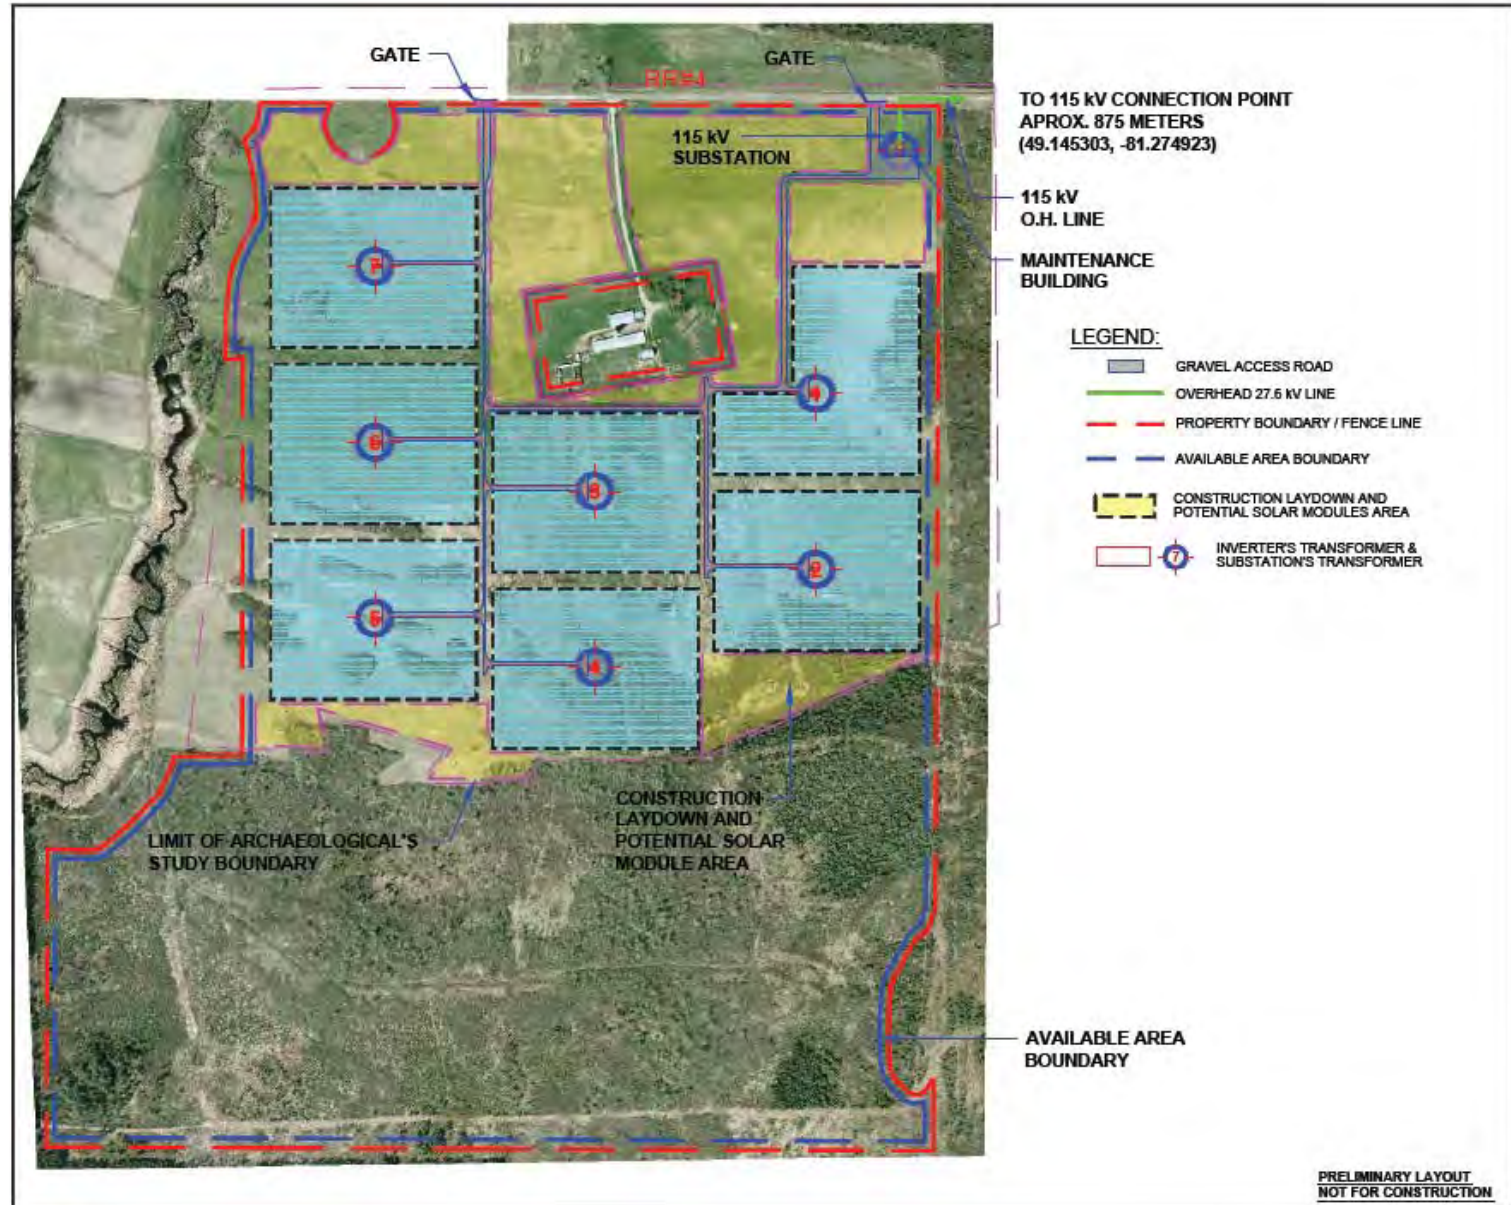 GATE
GATE
RR#4
TO 115 kV CONNECTION POINT
APROX. 875 METERS
(49.145303, -81.274923)
115 kV
SUBSTATION
115 kV
O.H. LINE
MAINTENANCE
BUILDING
LEGEND:
GRAVEL ACCESS ROAD
OVERHEAD 27.6 kV LINE
PROPERTY BOUNDARY / FENCE LINE
AVAILABLE AREA BOUNDARY
CONSTRUCTION LAYDOWN AND
POTENTIAL SOLAR MODULES AREA
7
INVERTER'S TRANSFORMER &
SUBSTATION'S TRANSFORMER
7
6
3
2
5
4
CONSTRUCTION
LAYDOWN AND
POTENTIAL SOLAR
MODULE AREA
LIMIT OF ARCHAEOLOGICAL'S
STUDY BOUNDARY
AVAILABLE AREA
BOUNDARY
PRELIMINARY LAYOUT
NOT FOR CONSTRUCTION